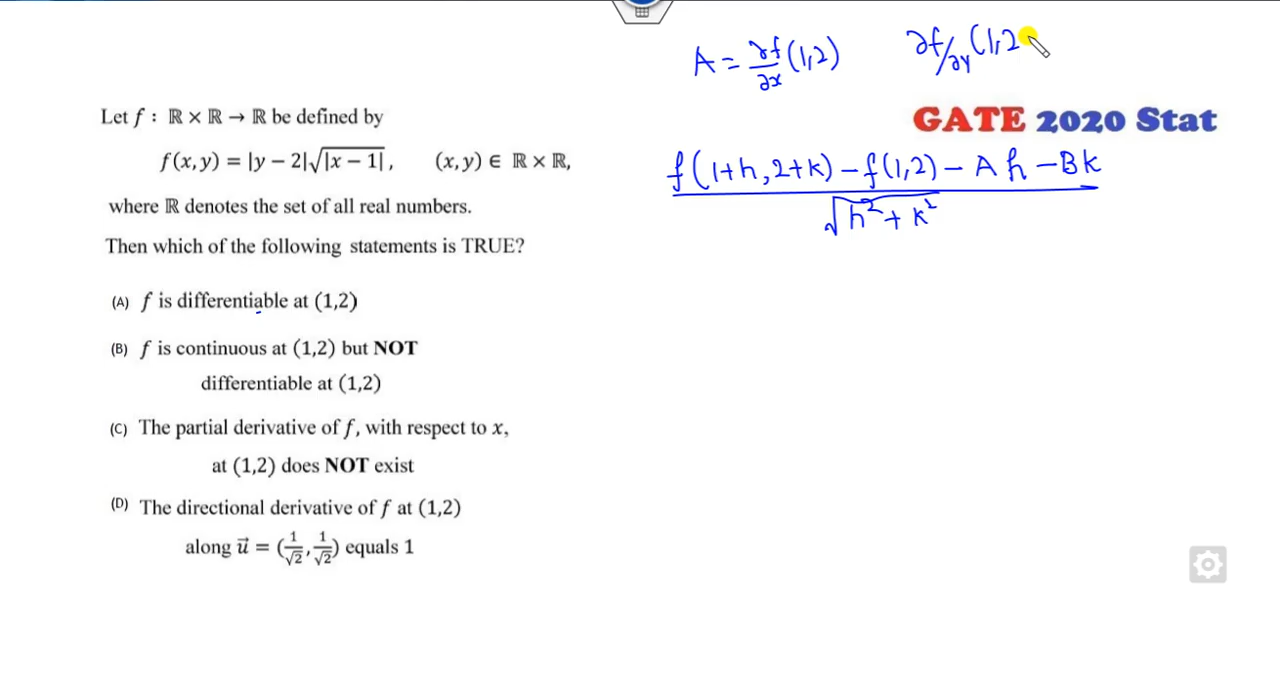 A = ∂f/∂x (1,2)    ∂f/∂y (1,2
GATE 2020 Stat
Let f : ℝ × ℝ → ℝ be defined by
f(x, y) = |y − 2|√|x − 1| ,    (x, y) ∈ ℝ × ℝ,
where ℝ denotes the set of all real numbers.
Then which of the following statements is TRUE?
(A) f is differentiable at (1,2)
(B) f is continuous at (1,2) but NOT
differentiable at (1,2)
(C) The partial derivative of f, with respect to x,
at (1,2) does NOT exist
(D) The directional derivative of f at (1,2)
along u⃗ = (1/√2, 1/√2) equals 1
f(1+h, 2+k) − f(1,2) − Ah − Bk
√h² + k²